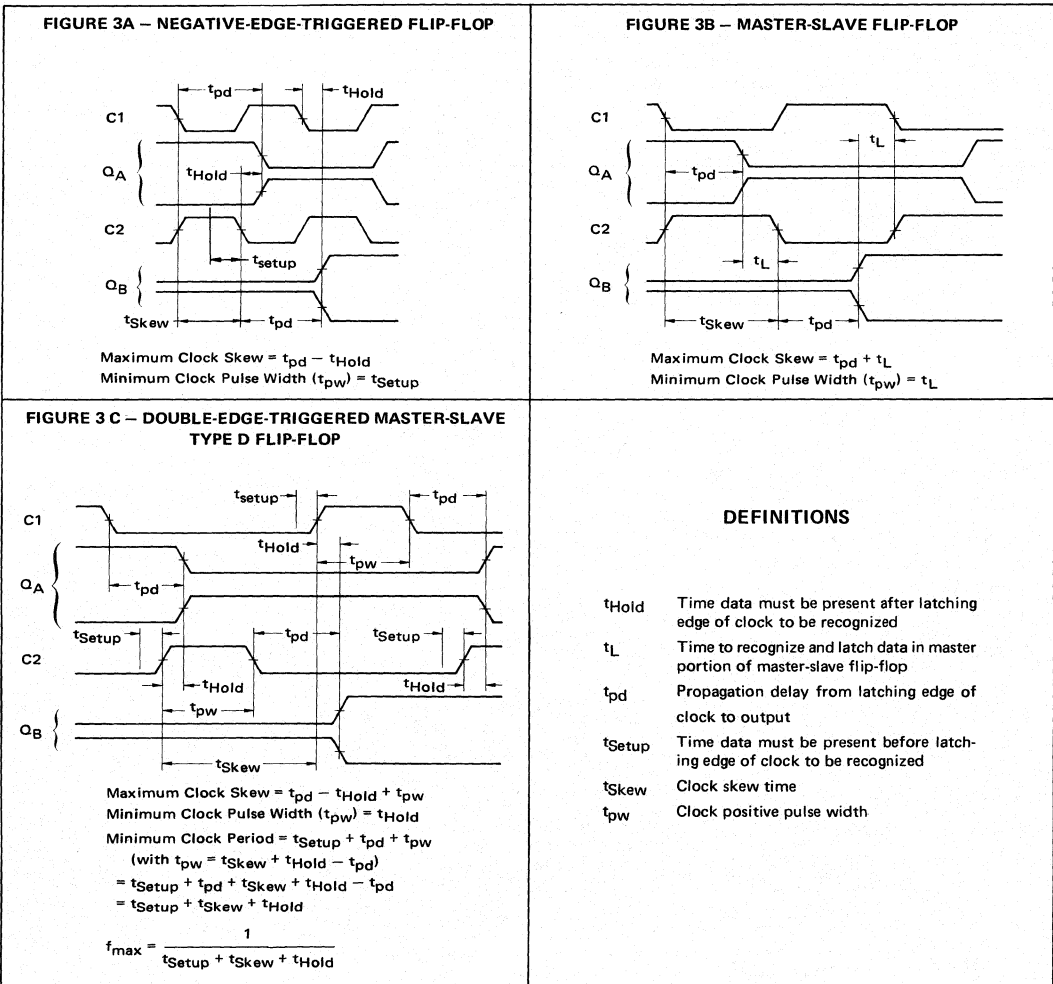 FIGURE 3A – NEGATIVE-EDGE-TRIGGERED FLIP-FLOP
tpd
tHold
C1
QA
tHold
C2
tsetup
QB
tSkew
tpd
Maximum Clock Skew = tpd – tHold
Minimum Clock Pulse Width (tpw) = tSetup
FIGURE 3B – MASTER-SLAVE FLIP-FLOP
C1
tL
QA
tpd
C2
tL
QB
tSkew
tpd
Maximum Clock Skew = tpd + tL
Minimum Clock Pulse Width (tpw) = tL
FIGURE 3 C – DOUBLE-EDGE-TRIGGERED MASTER-SLAVE
TYPE D FLIP-FLOP
tsetup
tpd
C1
tHold
tpw
QA
tpd
tSetup
tpd
tSetup
C2
tHold
tHold
tpw
QB
tSkew
Maximum Clock Skew = tpd – tHold + tpw
Minimum Clock Pulse Width (tpw) = tHold
Minimum Clock Period = tSetup + tpd + tpw
(with tpw = tSkew + tHold – tpd)
= tSetup + tpd + tSkew + tHold – tpd
= tSetup + tSkew + tHold
fmax = 1
tSetup + tSkew + tHold
DEFINITIONS
tHold Time data must be present after latching
edge of clock to be recognized
tL Time to recognize and latch data in master
portion of master-slave flip-flop
tpd Propagation delay from latching edge of
clock to output
tSetup Time data must be present before latch-
ing edge of clock to be recognized
tSkew Clock skew time
tpw Clock positive pulse width